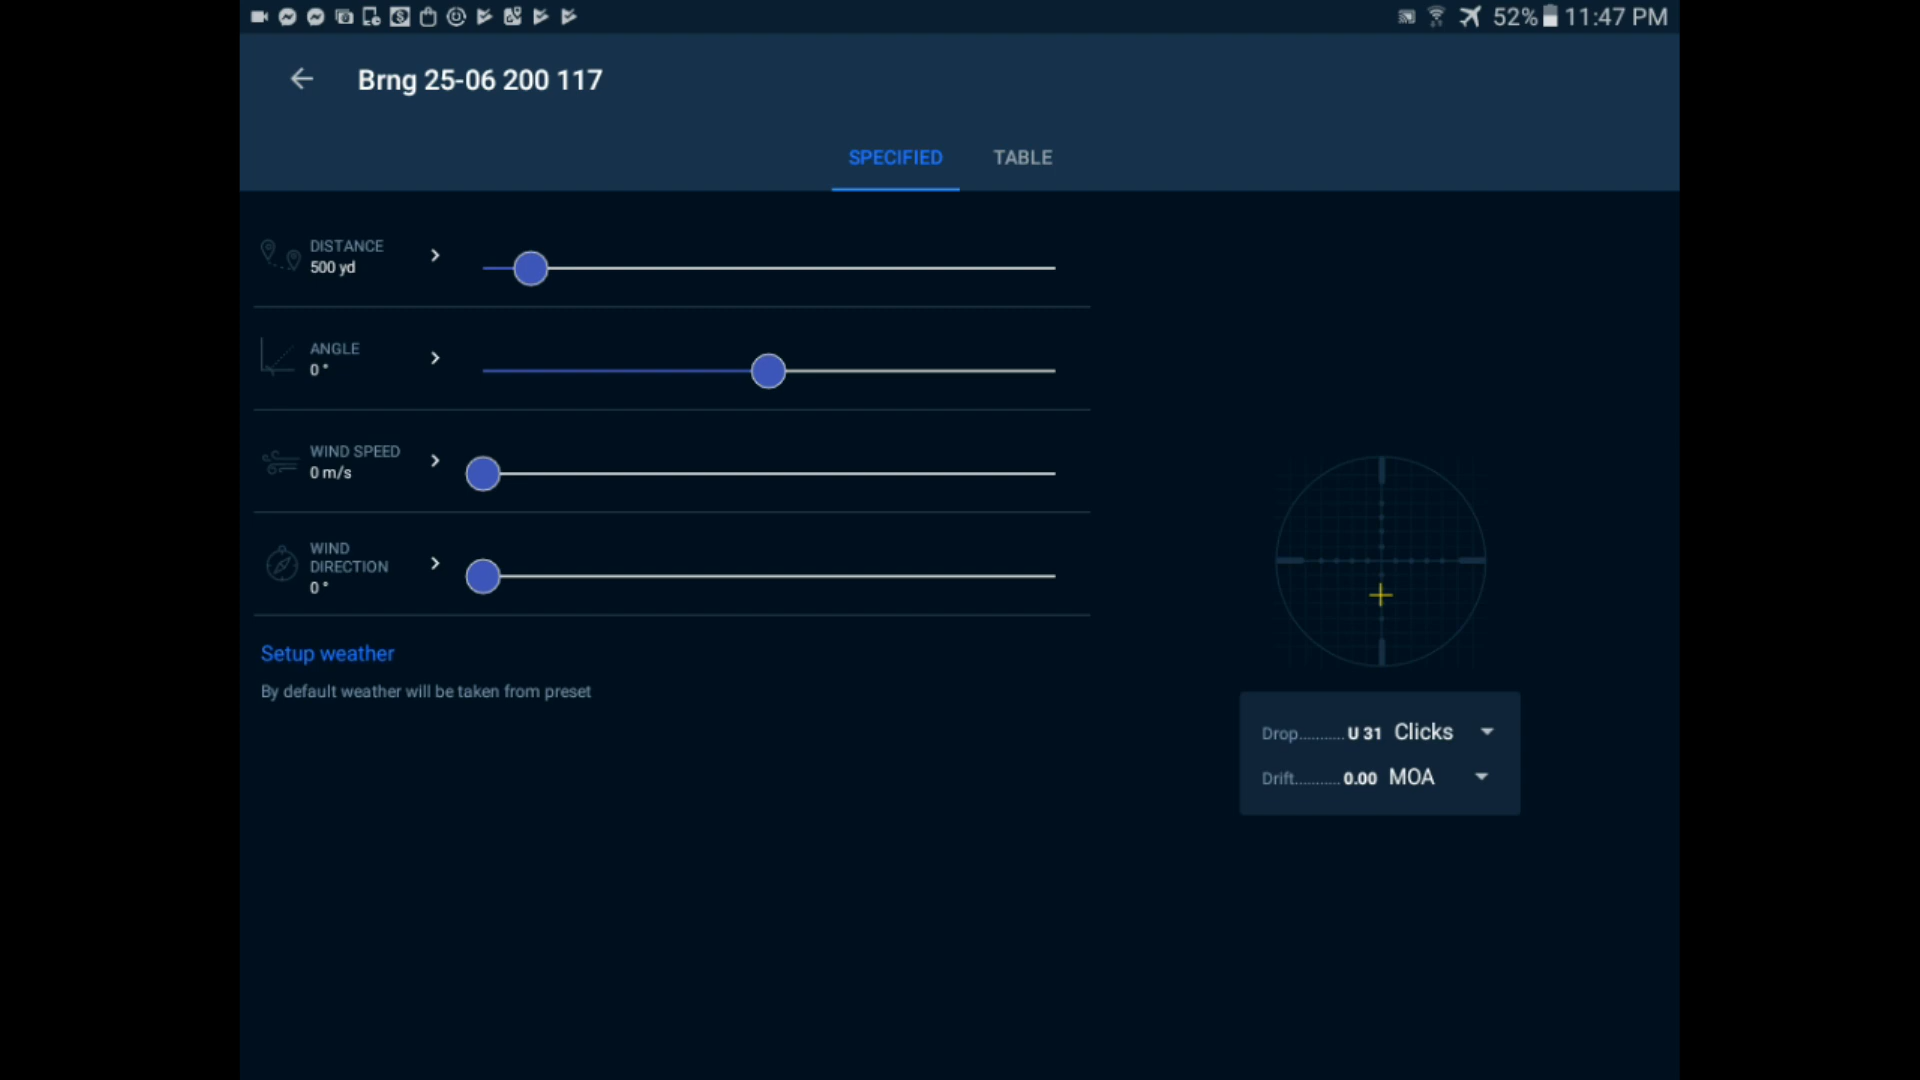 52% 11:47 PM
Brng 25-06 200 117
SPECIFIED TABLE
DISTANCE
500 yd
ANGLE
0 °
WIND SPEED
0 m/s
WIND
DIRECTION
0 °
Setup weather
By default weather will be taken from preset
Drop........... U 31 Clicks
Drift........... 0.00 MOA